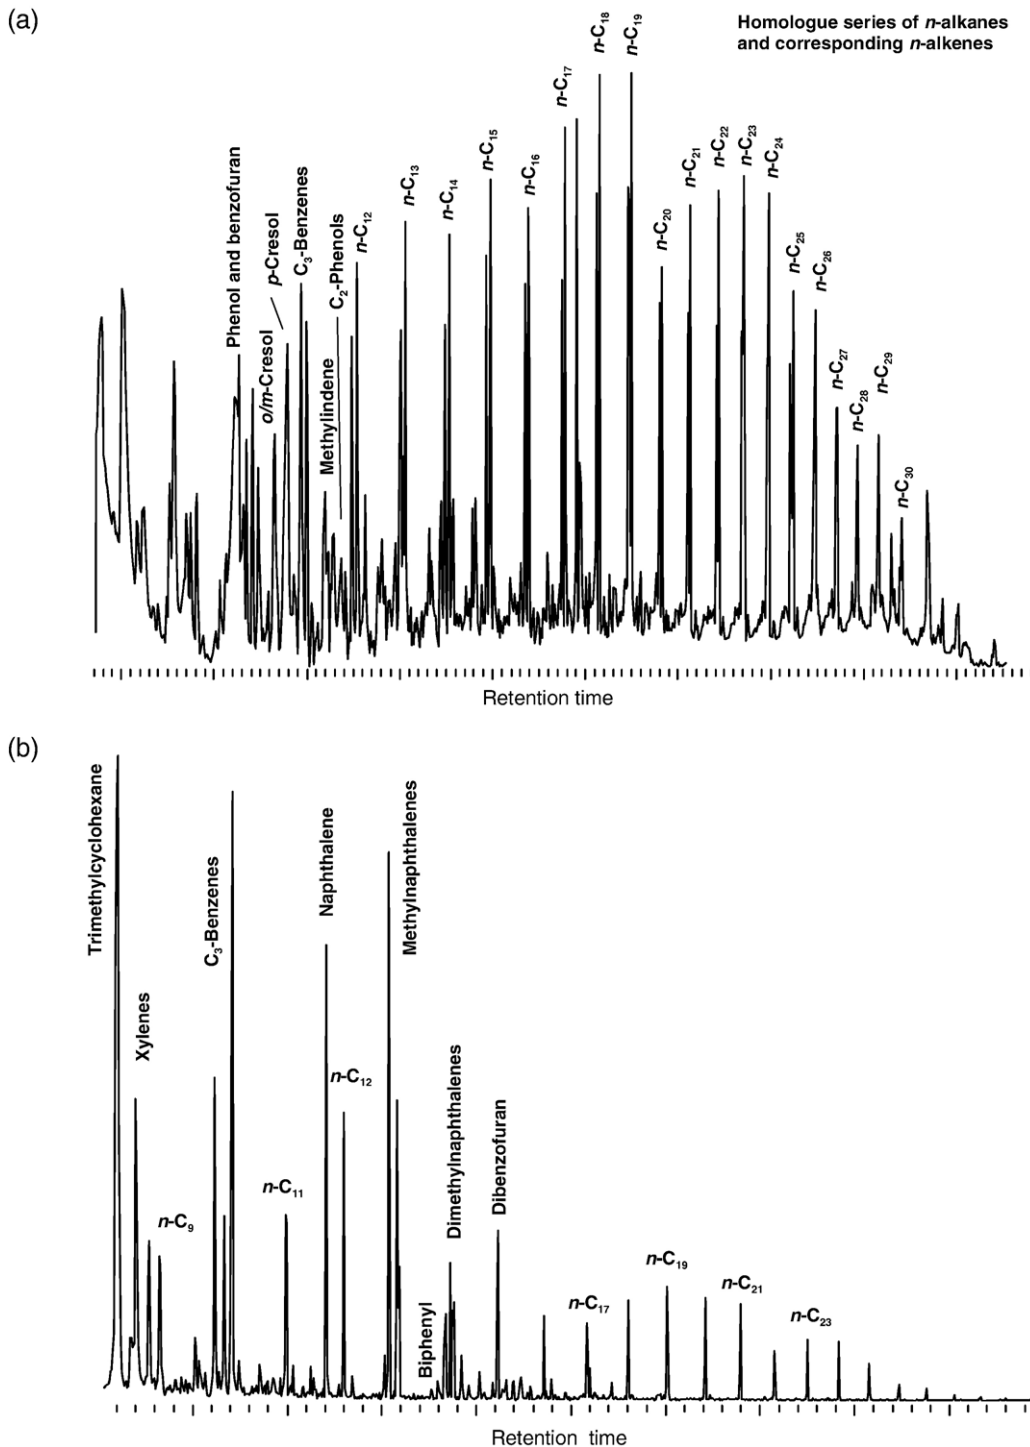 (a)
Homologue series of n-alkanes
and corresponding n-alkenes
Phenol and benzofuran
o/m-Cresol
p-Cresol
C₃-Benzenes
Methylindene
C₂-Phenols
n-C₁₂
n-C₁₃
n-C₁₄
n-C₁₅
n-C₁₆
n-C₁₇
n-C₁₈
n-C₁₉
n-C₂₀
n-C₂₁
n-C₂₂
n-C₂₃
n-C₂₄
n-C₂₅
n-C₂₆
n-C₂₇
n-C₂₈
n-C₂₉
n-C₃₀
Retention time
(b)
Trimethylcyclohexane
Xylenes
n-C₉
C₃-Benzenes
n-C₁₁
Naphthalene
n-C₁₂
Methylnaphthalenes
Biphenyl
Dimethylnaphthalenes
Dibenzofuran
n-C₁₇
n-C₁₉
n-C₂₁
n-C₂₃
Retention time